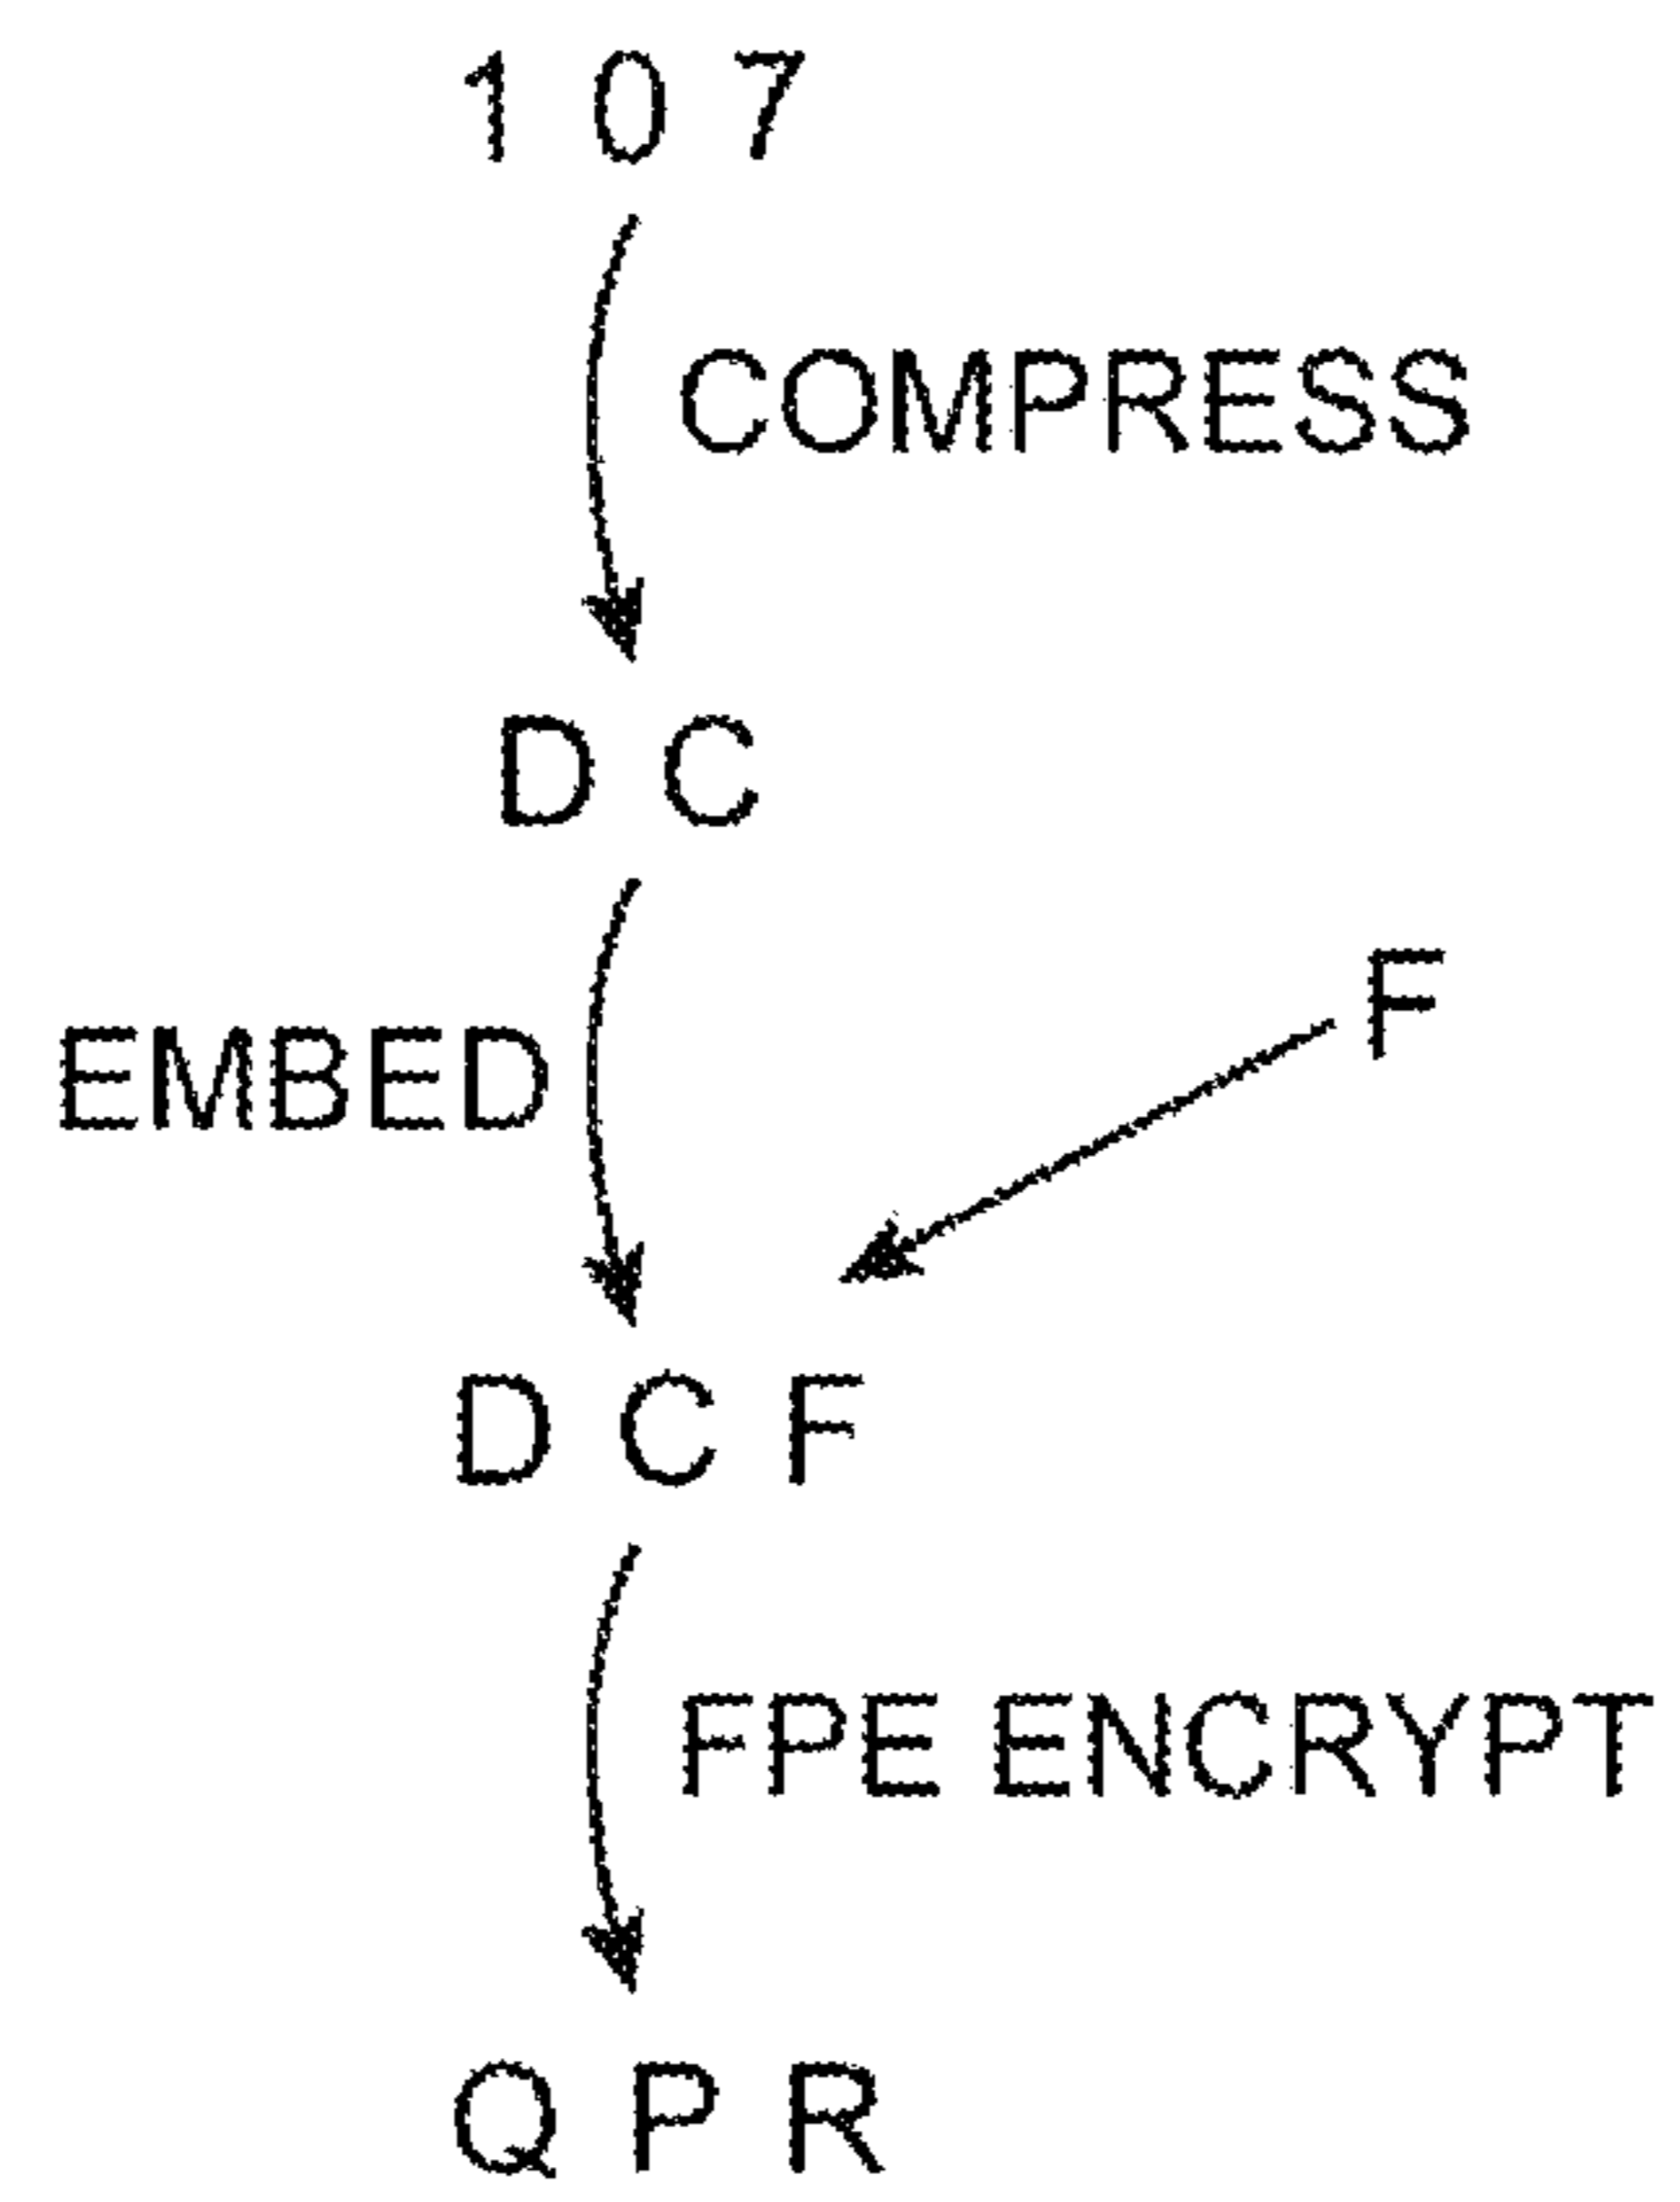 1 0 7
COMPRESS
D C
F
EMBED
D C F
FPE ENCRYPT
Q P R